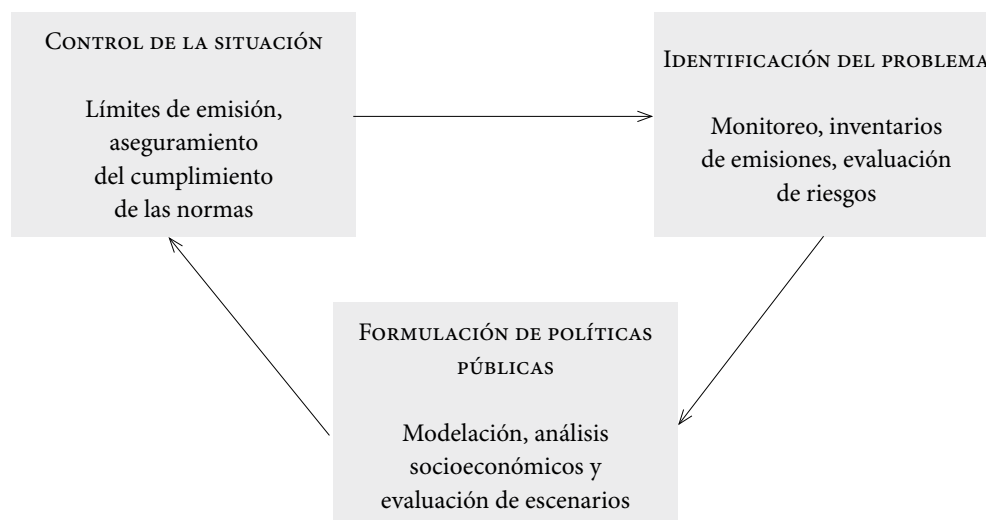 Control de la situación
Límites de emisión,
aseguramiento
del cumplimiento
de las normas
Identificación del problema
Monitoreo, inventarios
de emisiones, evaluación
de riesgos
Formulación de políticas
públicas
Modelación, análisis
socioeconómicos y
evaluación de escenarios